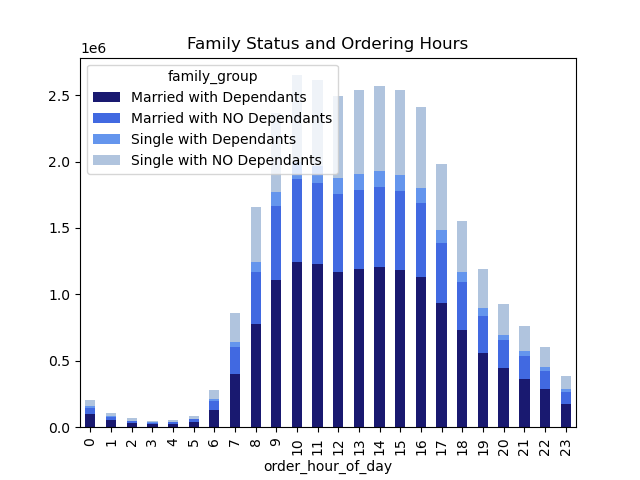 Family Status and Ordering Hours
1e6
family_group
Married with Dependants
Married with NO Dependants
Single with Dependants
Single with NO Dependants
2.5
2.0
1.5
1.0
0.5
0.0
0 1 2 3 4 5 6 7 8 9 10 11 12 13 14 15 16 17 18 19 20 21 22 23
order_hour_of_day